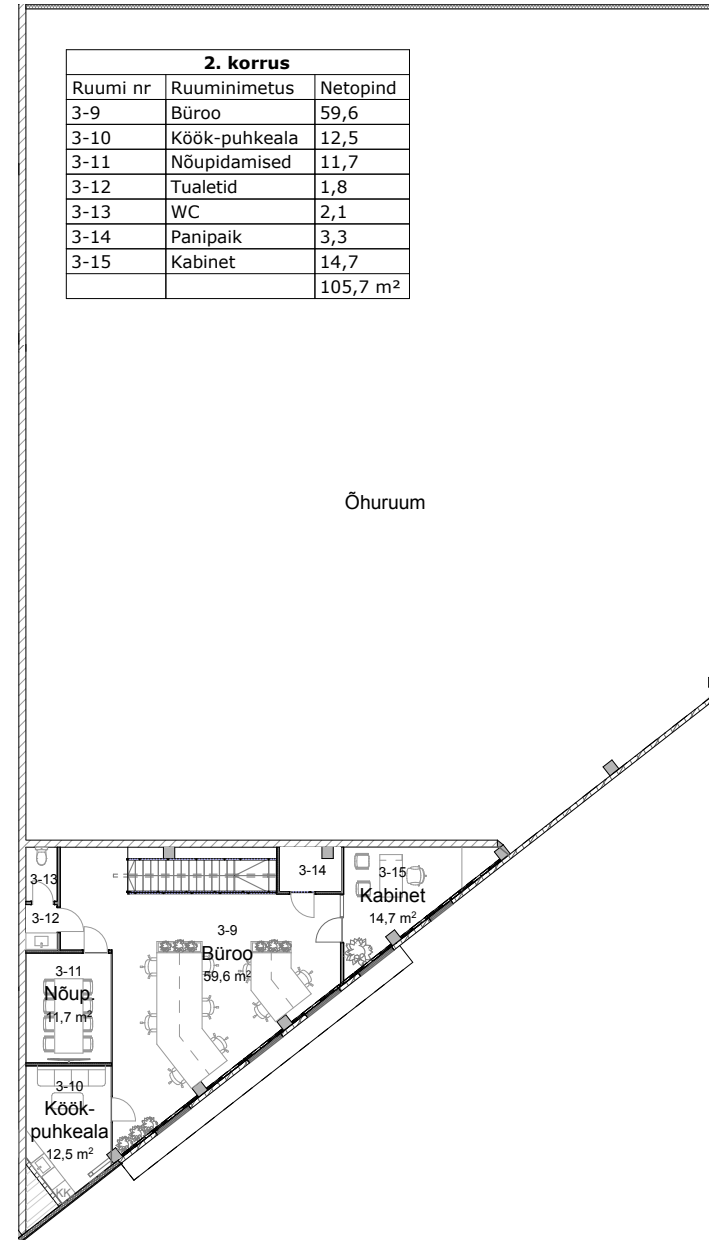 2. korrus
Ruumi nr Ruuminimetus Netopind
3-9 Büroo 59,6
3-10 Köök-puhkeala 12,5
3-11 Nõupidamised 11,7
3-12 Tualetid 1,8
3-13 WC 2,1
3-14 Panipaik 3,3
3-15 Kabinet 14,7
105,7 m²
Õhuruum
3-13
3-14
3-15
Kabinet
14,7 m²
3-12
3-9
Büroo
59,6 m²
3-11
Nõup.
11,7 m²
3-10
Köök-
puhkeala
12,5 m²
KK